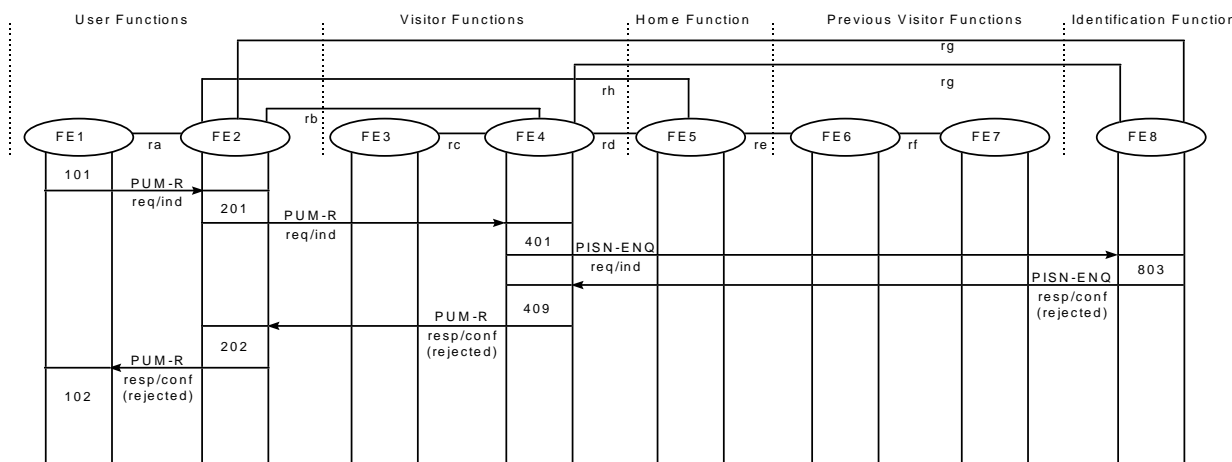 User Functions
Visitor Functions
Home Function
Previous Visitor Functions
Identification Function
rg
rg
rh
rb
FE1
ra
FE2
FE3
rc
FE4
rd
FE5
re
FE6
rf
FE7
FE8
101
PUM-R
req/ind
201
PUM-R
req/ind
401
PISN-ENQ
req/ind
803
PISN-ENQ
resp/conf
(rejected)
409
PUM-R
resp/conf
(rejected)
202
PUM-R
resp/conf
(rejected)
102